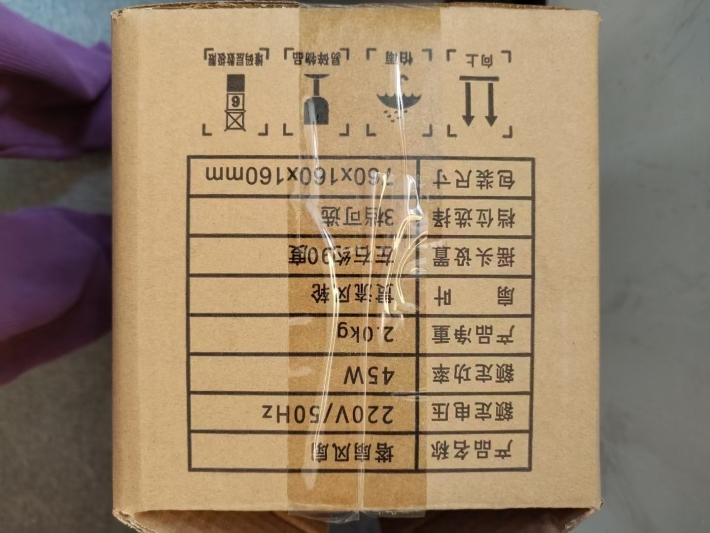 产品名称 塔扇风扇
额定电压 220V/50Hz
额定功率 45W
产品净重 2.0kg
扇叶 贯流风轮
摇头设置 左右约90度
档位选择 3档可选
包装尺寸 760x160x160mm
6
向上 怕雨 易碎物品 堆码层数极限